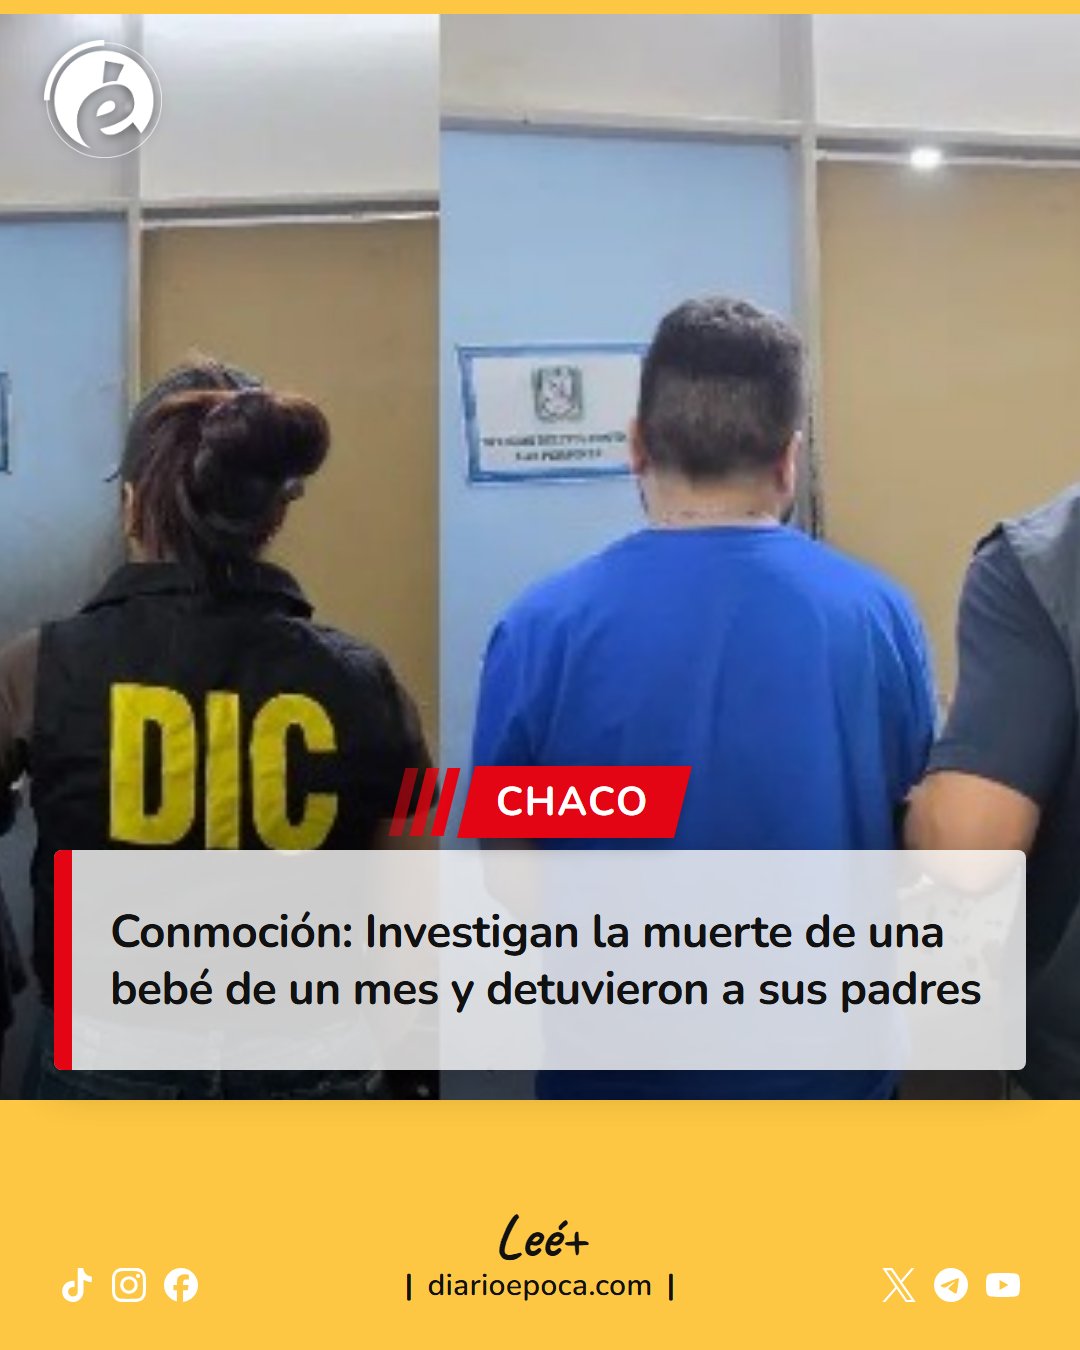 é
DIC
CHACO
Conmoción: Investigan la muerte de una
bebé de un mes y detuvieron a sus padres
Leé+
| diarioepoca.com |